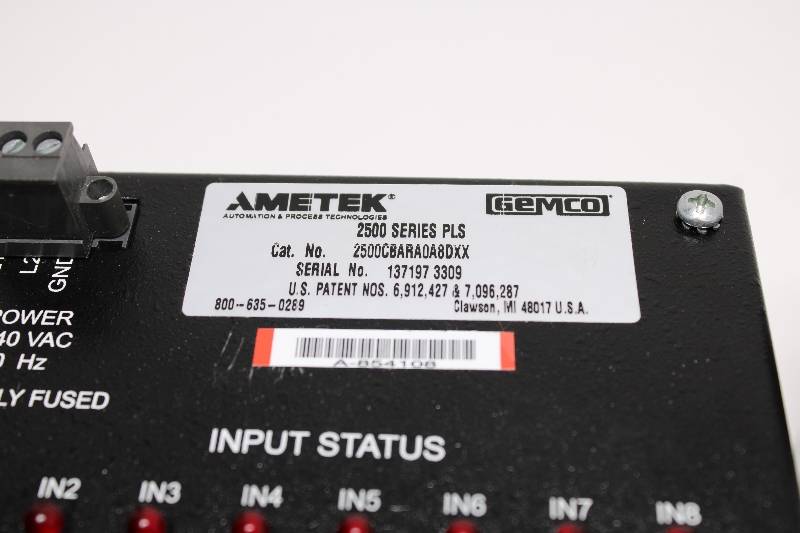 AMETEK®
AUTOMATION & PROCESS TECHNOLOGIES
GEMCO
2500 SERIES PLS
Cat. No. 2500CBARA0A8DXX
SERIAL No. 137197 3309
U.S. PATENT NOS. 6,912,427 & 7,096,287
800-635-0289 Clawson, MI 48017 U.S.A.
L2
GND
POWER
40 VAC
0 Hz
LY FUSED
A-854108
INPUT STATUS
IN2 IN3 IN4 IN5 IN6 IN7 IN8